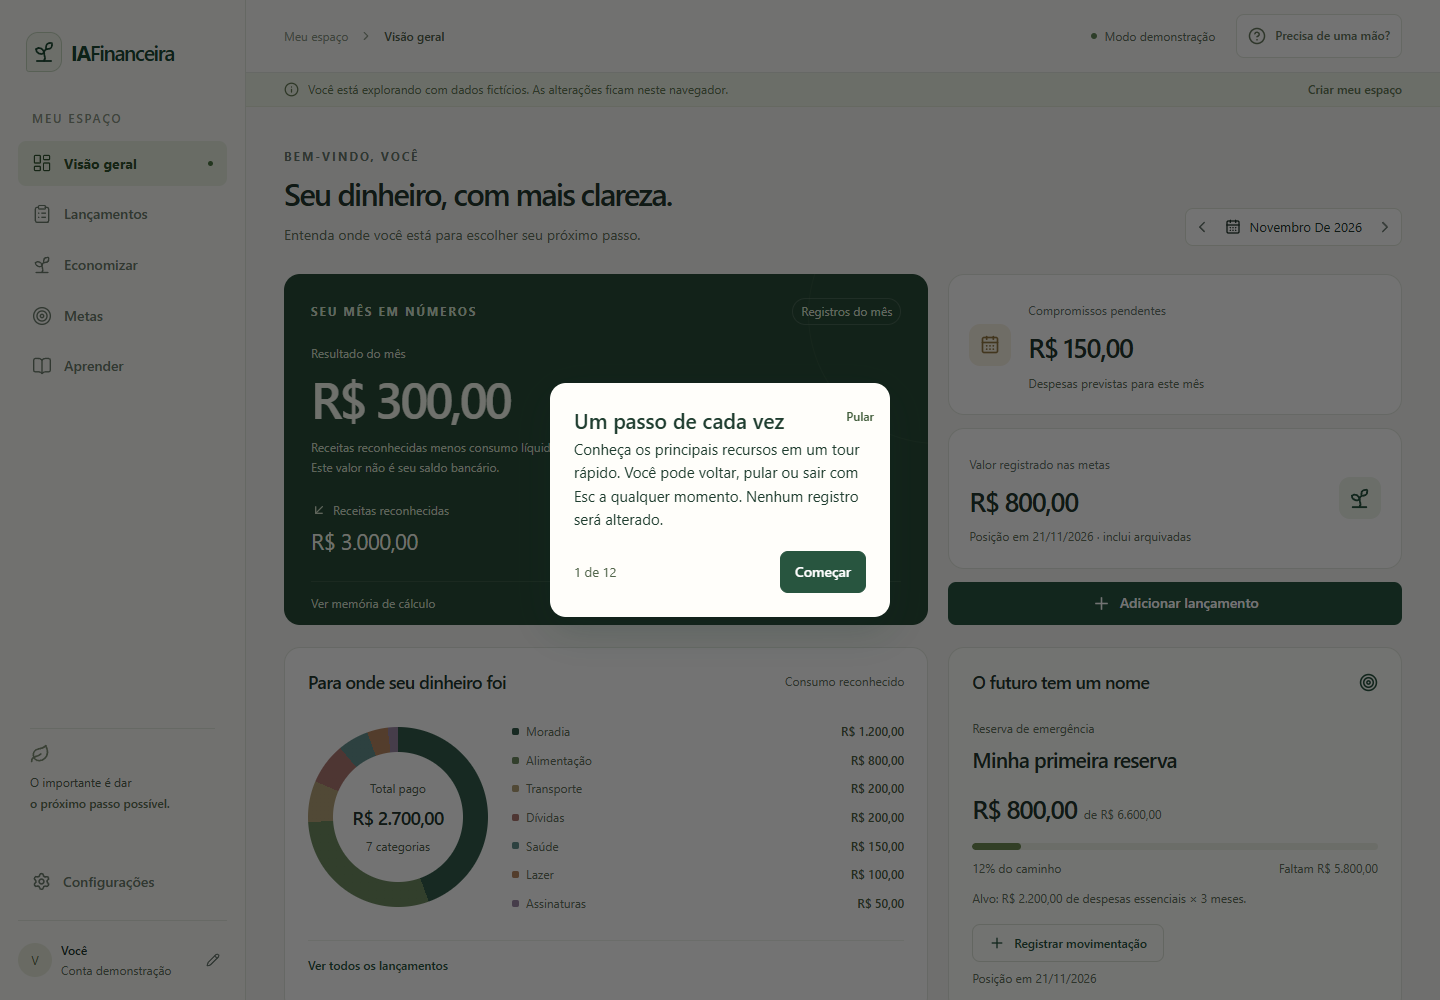 IAFinanceira
MEU ESPAÇO
Visão geral
Lançamentos
Economizar
Metas
Aprender
O importante é dar
o próximo passo possível.
Configurações
V
Você
Conta demonstração
Meu espaço > Visão geral
Modo demonstração
Precisa de uma mão?
Você está explorando com dados fictícios. As alterações ficam neste navegador.
Criar meu espaço
BEM-VINDO, VOCÊ
Seu dinheiro, com mais clareza.
Entenda onde você está para escolher seu próximo passo.
Novembro De 2026
SEU MÊS EM NÚMEROS
Registros do mês
Resultado do mês
R$ 300,00
Receitas reconhecidas menos consumo líquid
Este valor não é seu saldo bancário.
Receitas reconhecidas
R$ 3.000,00
Ver memória de cálculo
Um passo de cada vez
Pular
Conheça os principais recursos em um tour
rápido. Você pode voltar, pular ou sair com
Esc a qualquer momento. Nenhum registro
será alterado.
1 de 12
Começar
Compromissos pendentes
R$ 150,00
Despesas previstas para este mês
Valor registrado nas metas
R$ 800,00
Posição em 21/11/2026 · inclui arquivadas
Adicionar lançamento
Para onde seu dinheiro foi
Consumo reconhecido
Total pago
R$ 2.700,00
7 categorias
Moradia R$ 1.200,00
Alimentação R$ 800,00
Transporte R$ 200,00
Dívidas R$ 200,00
Saúde R$ 150,00
Lazer R$ 100,00
Assinaturas R$ 50,00
Ver todos os lançamentos
O futuro tem um nome
Reserva de emergência
Minha primeira reserva
R$ 800,00 de R$ 6.600,00
12% do caminho
Faltam R$ 5.800,00
Alvo: R$ 2.200,00 de despesas essenciais × 3 meses.
Registrar movimentação
Posição em 21/11/2026